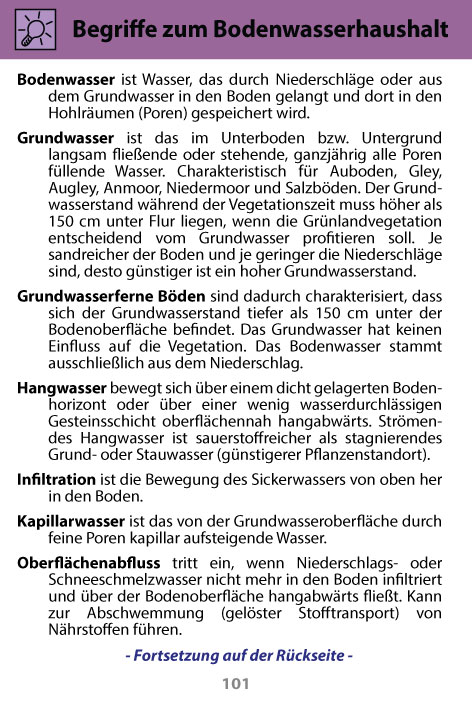 Begriffe zum Bodenwasserhaushalt
Bodenwasser ist Wasser, das durch Niederschläge oder aus
dem Grundwasser in den Boden gelangt und dort in den
Hohlräumen (Poren) gespeichert wird.
Grundwasser ist das im Unterboden bzw. Untergrund
langsam fließende oder stehende, ganzjährig alle Poren
füllende Wasser. Charakteristisch für Auboden, Gley,
Augley, Anmoor, Niedermoor und Salzböden. Der Grund-
wasserstand während der Vegetationszeit muss höher als
150 cm unter Flur liegen, wenn die Grünlandvegetation
entscheidend vom Grundwasser profitieren soll. Je
sandreicher der Boden und je geringer die Niederschläge
sind, desto günstiger ist ein hoher Grundwasserstand.
Grundwasserferne Böden sind dadurch charakterisiert, dass
sich der Grundwasserstand tiefer als 150 cm unter der
Bodenoberfläche befindet. Das Grundwasser hat keinen
Einfluss auf die Vegetation. Das Bodenwasser stammt
ausschließlich aus dem Niederschlag.
Hangwasser bewegt sich über einem dicht gelagerten Boden-
horizont oder über einer wenig wasserdurchlässigen
Gesteinsschicht oberflächennah hangabwärts. Strömen-
des Hangwasser ist sauerstoffreicher als stagnierendes
Grund- oder Stauwasser (günstigerer Pflanzenstandort).
Infiltration ist die Bewegung des Sickerwassers von oben her
in den Boden.
Kapillarwasser ist das von der Grundwasseroberfläche durch
feine Poren kapillar aufsteigende Wasser.
Oberflächenabfluss tritt ein, wenn Niederschlags- oder
Schneeschmelzwasser nicht mehr in den Boden infiltriert
und über der Bodenoberfläche hangabwärts fließt. Kann
zur Abschwemmung (gelöster Stofftransport) von
Nährstoffen führen.
- Fortsetzung auf der Rückseite -
101